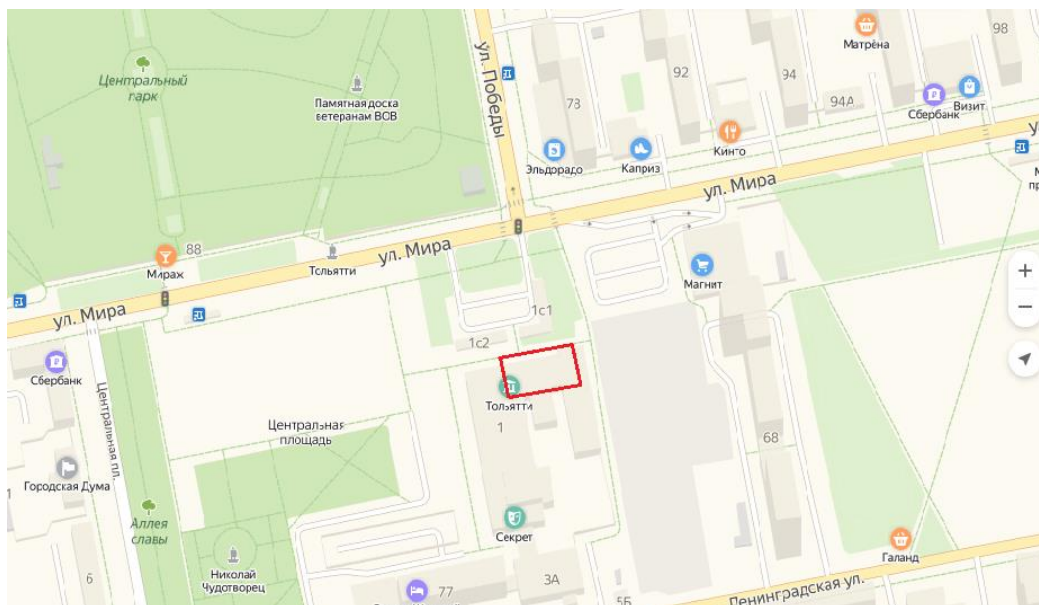 98
Матрёна
ул. Победы
92
94
Центральный
парк
Памятная доска
ветеранам ВОВ
73
94А
Сбербанк
Визит
Кинго
Эльдорадо
Каприз
ул. Мира
88
ул. Мира
Мираж
Тольятти
Магнит
ул. Мира
1с1
1с2
Сбербанк
Тольятти
Центральная пл.
Центральная
площадь
1
68
Городская Дума
Аллея
славы
Секрет
Галанд
Николай
Чудотворец
6
77
3А
5Б
Ленинградская ул.
+
−